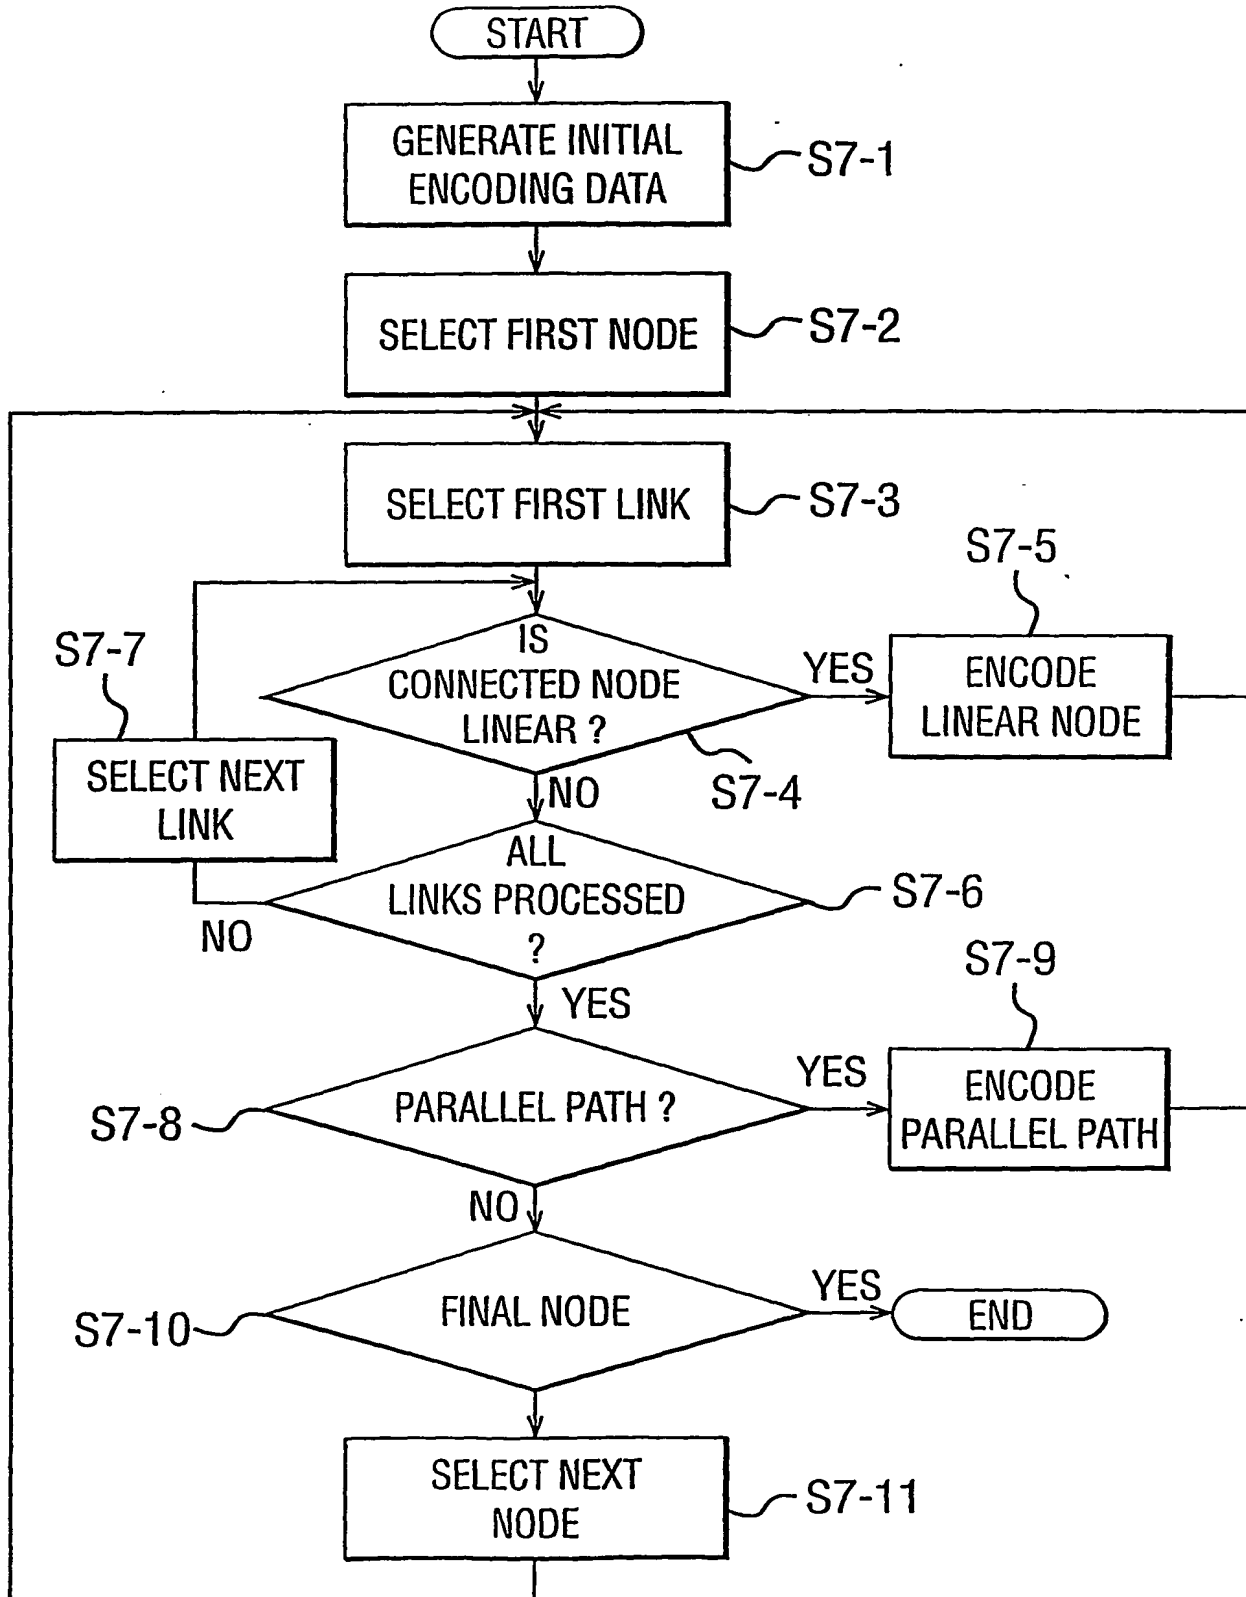 START
GENERATE INITIAL
ENCODING DATA
S7-1
SELECT FIRST NODE
S7-2
SELECT FIRST LINK
S7-3
S7-5
IS
CONNECTED NODE
LINEAR ?
YES
ENCODE
LINEAR NODE
S7-7
SELECT NEXT
LINK
S7-4
NO
ALL
LINKS PROCESSED
?
S7-6
NO
YES
S7-9
PARALLEL PATH ?
YES
ENCODE
PARALLEL PATH
S7-8
NO
FINAL NODE
YES
END
S7-10
SELECT NEXT
NODE
S7-11